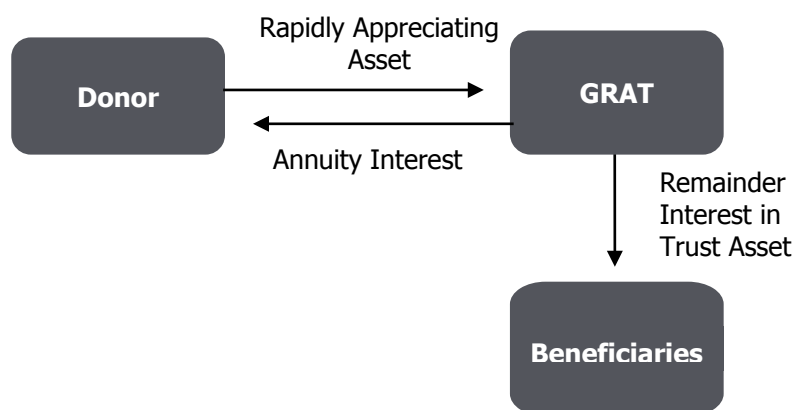 Rapidly Appreciating
Asset
Donor
GRAT
Annuity Interest
Remainder
Interest in
Trust Asset
Beneficiaries